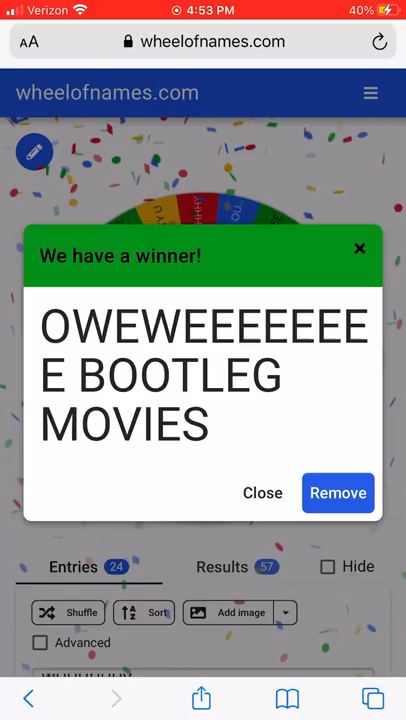 Verizon 4:53 PM 40%
AA wheelofnames.com
wheelofnames.com
We have a winner!
OWEWEEEEEEE
E BOOTLEG
MOVIES
Close Remove
Entries 24 Results 57 Hide
Shuffle Sort Add image
Advanced